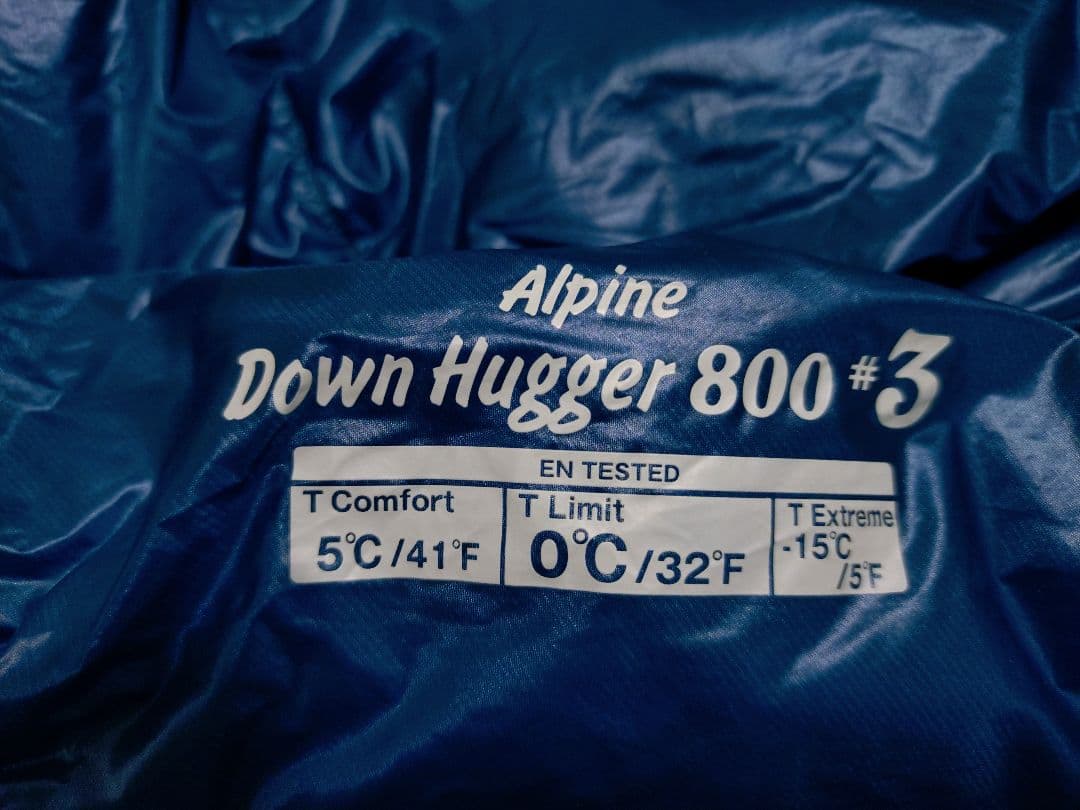 Alpine
Down Hugger 800 #3
EN TESTED
T Comfort
5℃/41℉
T Limit
0℃/32℉
T Extreme
-15℃
/5℉